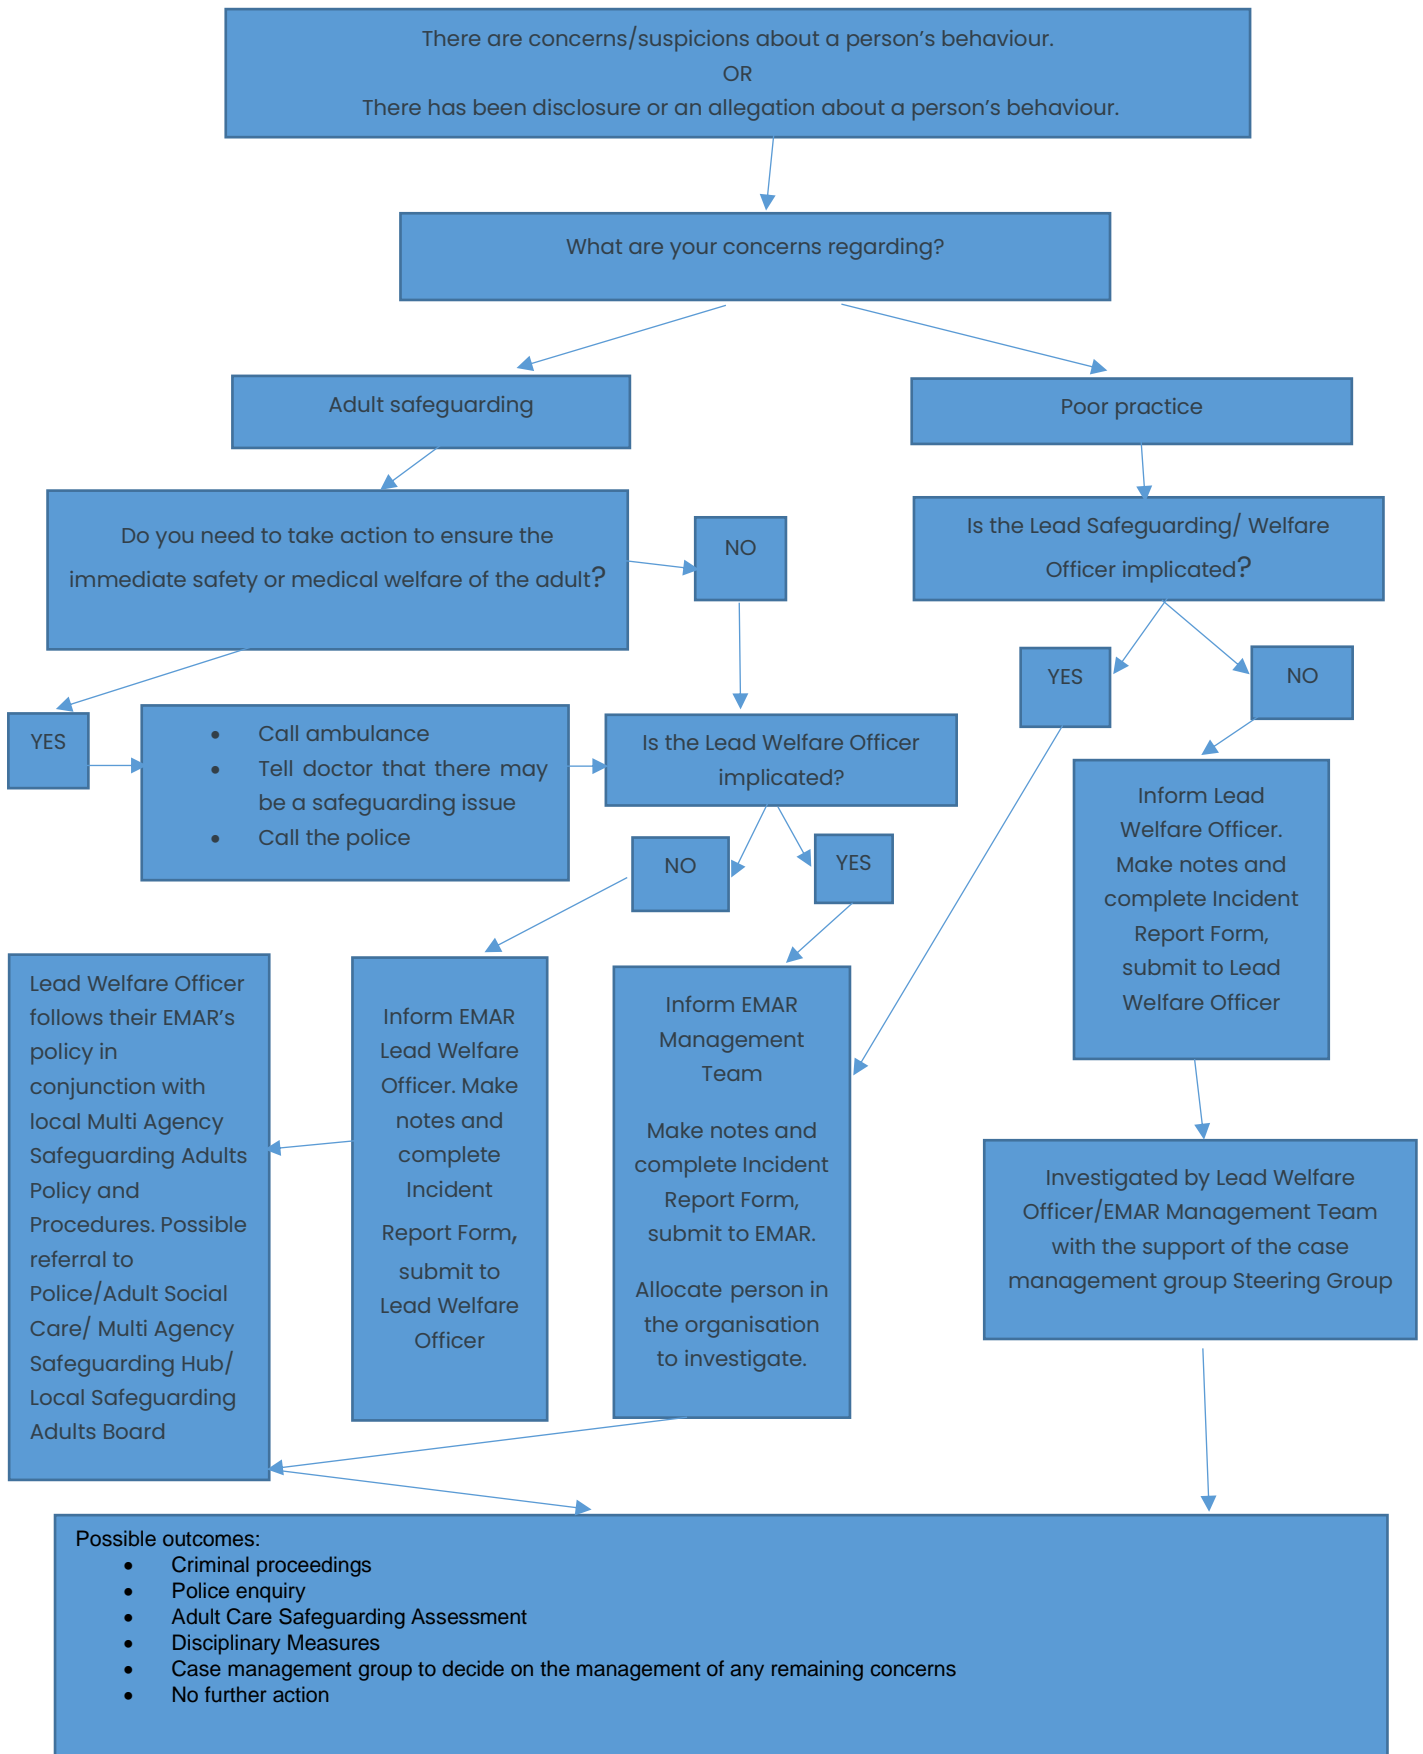 There are concerns/suspicions about a person’s behaviour.
OR
There has been disclosure or an allegation about a person’s behaviour.
What are your concerns regarding?
Adult safeguarding
Poor practice
Do you need to take action to ensure the
immediate safety or medical welfare of the adult?
NO
Is the Lead Safeguarding/ Welfare
Officer implicated?
YES
NO
YES
• Call ambulance
• Tell doctor that there may
be a safeguarding issue
• Call the police
Is the Lead Welfare Officer
implicated?
NO
YES
Inform Lead
Welfare Officer.
Make notes and
complete Incident
Report Form,
submit to Lead
Welfare Officer
Lead Welfare Officer
follows their EMAR’s
policy in
conjunction with
local Multi Agency
Safeguarding Adults
Policy and
Procedures. Possible
referral to
Police/Adult Social
Care/ Multi Agency
Safeguarding Hub/
Local Safeguarding
Adults Board
Inform EMAR
Lead Welfare
Officer. Make
notes and
complete
Incident
Report Form,
submit to
Lead Welfare
Officer
Inform EMAR
Management
Team
Make notes and
complete Incident
Report Form,
submit to EMAR.
Allocate person in
the organisation
to investigate.
Investigated by Lead Welfare
Officer/EMAR Management Team
with the support of the case
management group Steering Group
Possible outcomes:
• Criminal proceedings
• Police enquiry
• Adult Care Safeguarding Assessment
• Disciplinary Measures
• Case management group to decide on the management of any remaining concerns
• No further action